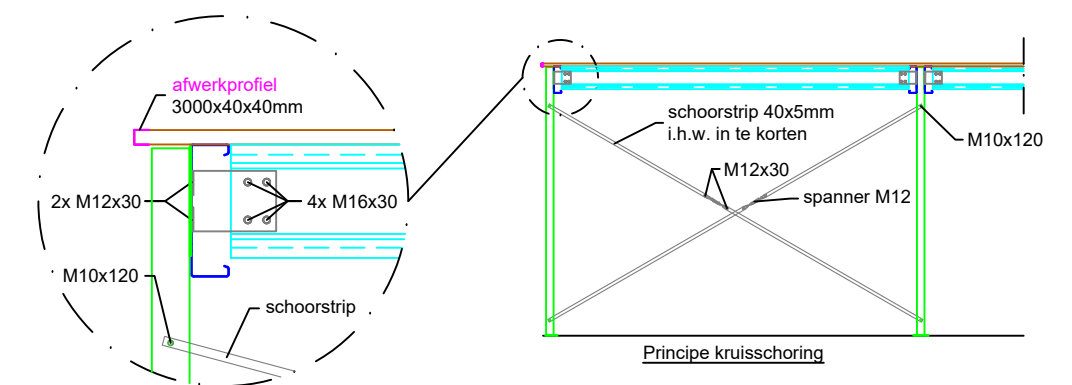 afwerkprofiel
3000x40x40mm
2x M12x30
4x M16x30
M10x120
schoorstrip
schoorstrip 40x5mm
i.h.w. in te korten
M10x120
M12x30
spanner M12
Principe kruisschoring